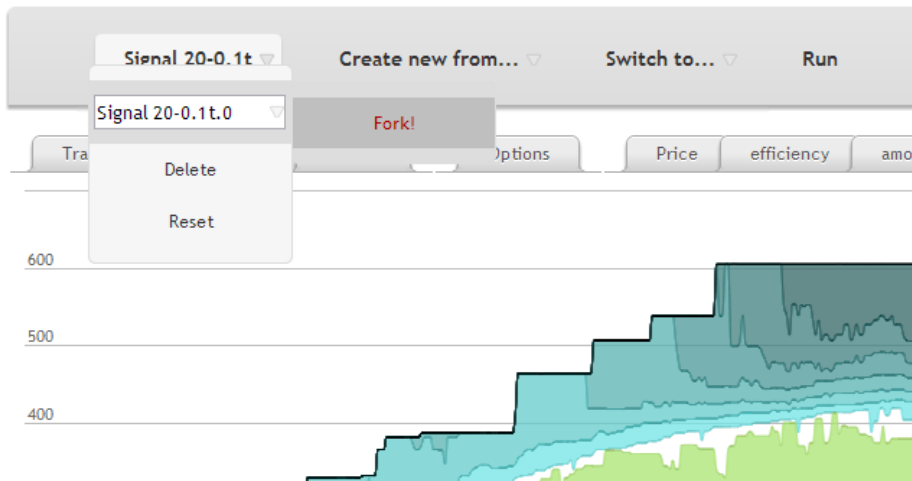 Signal 20-0.1t
Create new from...
Switch to...
Run
Signal 20-0.1t.0
Fork!
Delete
Reset
Options
Price
efficiency
600
500
400